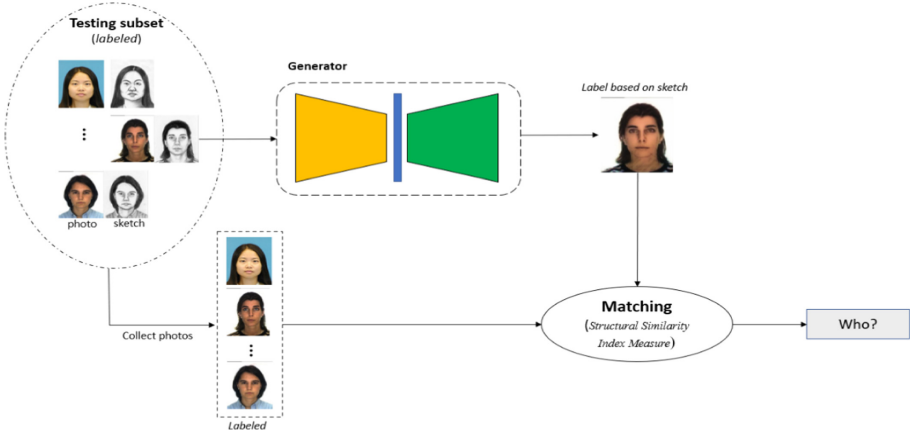 Testing subset
(labeled)
Generator
Label based on sketch
photo sketch
Collect photos
Labeled
Matching
(Structural Similarity
Index Measure)
Who?